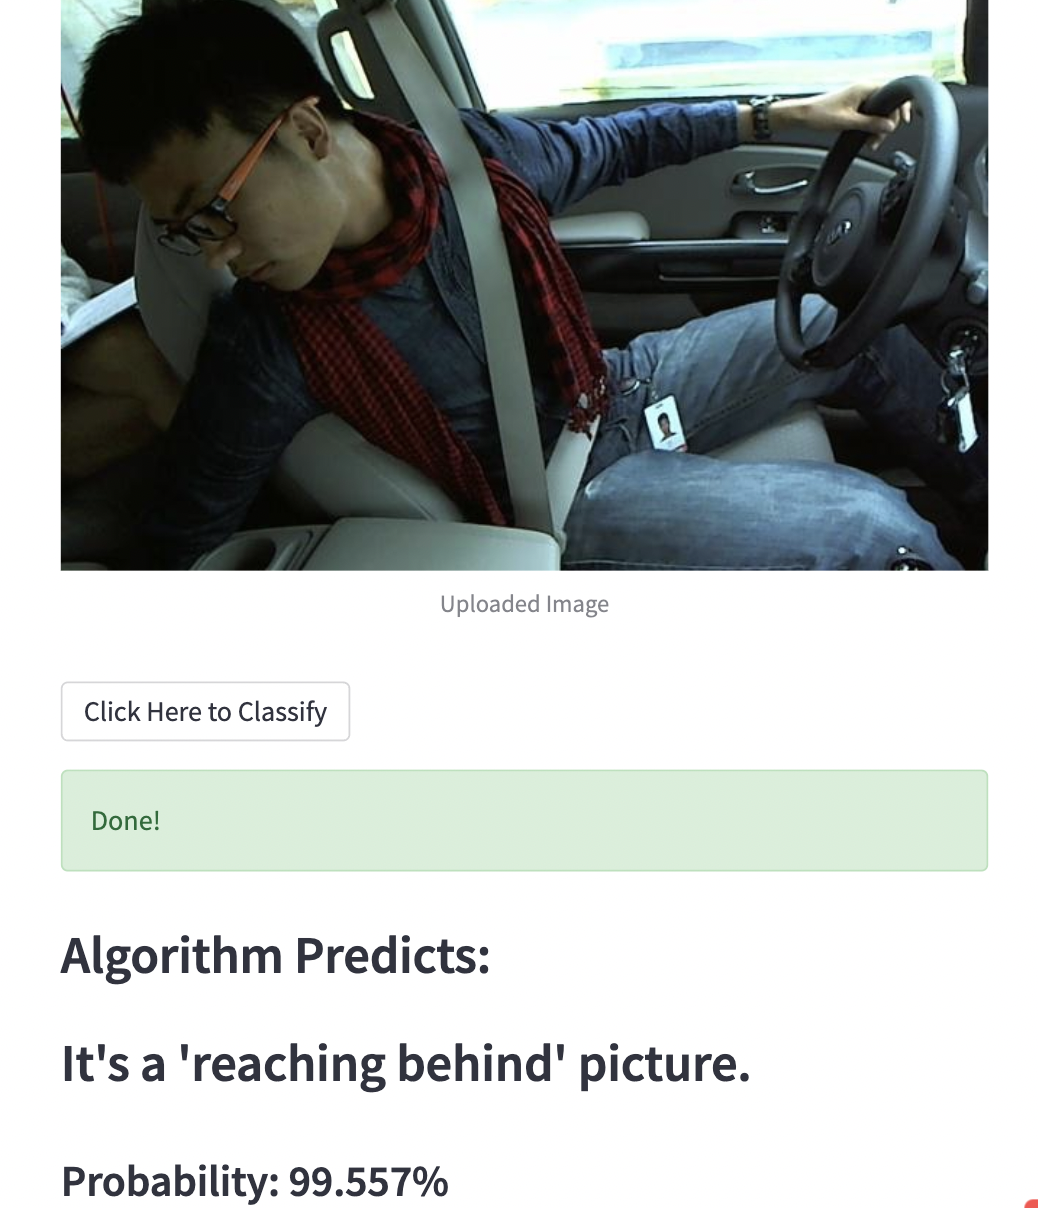 Uploaded Image
Click Here to Classify
Done!
Algorithm Predicts:
It's a 'reaching behind' picture.
Probability: 99.557%